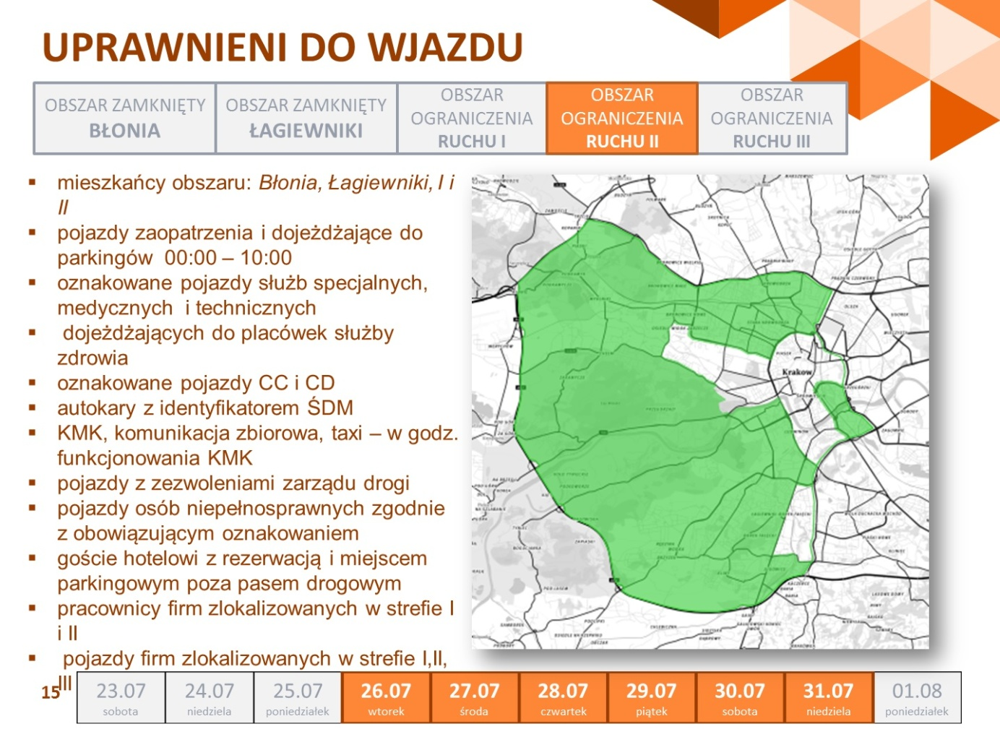 UPRAWNIENI DO WJAZDU
OBSZAR ZAMKNIĘTY
BŁONIA
OBSZAR ZAMKNIĘTY
ŁAGIEWNIKI
OBSZAR
OGRANICZENIA
RUCHU I
OBSZAR
OGRANICZENIA
RUCHU II
OBSZAR
OGRANICZENIA
RUCHU III
▪ mieszkańcy obszaru: Błonia, Łagiewniki, I i
II
▪ pojazdy zaopatrzenia i dojeżdżające do
parkingów 00:00 – 10:00
▪ oznakowane pojazdy służb specjalnych,
medycznych i technicznych
▪ dojeżdżających do placówek służby
zdrowia
▪ oznakowane pojazdy CC i CD
▪ autokary z identyfikatorem ŚDM
▪ KMK, komunikacja zbiorowa, taxi – w godz.
funkcjonowania KMK
▪ pojazdy z zezwoleniami zarządu drogi
▪ pojazdy osób niepełnosprawnych zgodnie
z obowiązującym oznakowaniem
▪ goście hotelowi z rezerwacją i miejscem
parkingowym poza pasem drogowym
▪ pracownicy firm zlokalizowanych w strefie I
i II
▪ pojazdy firm zlokalizowanych w strefie I,II,
III
Krakow
15
23.07
sobota
24.07
niedziela
25.07
poniedziałek
26.07
wtorek
27.07
środa
28.07
czwartek
29.07
piątek
30.07
sobota
31.07
niedziela
01.08
poniedziałek